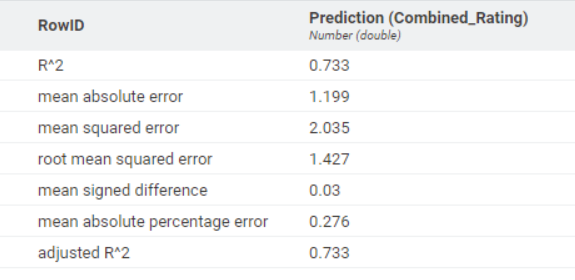 RowID Prediction (Combined_Rating)
Number (double)
R^2 0.733
mean absolute error 1.199
mean squared error 2.035
root mean squared error 1.427
mean signed difference 0.03
mean absolute percentage error 0.276
adjusted R^2 0.733